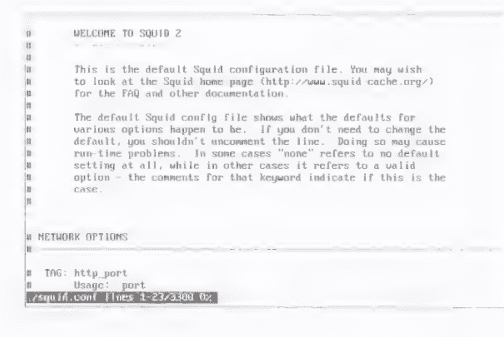 # WELCOME TO SQUID 2
#
#
# This is the default Squid configuration file. You may wish
# to look at the Squid home page (http://www.squid-cache.org/)
# for the FAQ and other documentation.
#
# The default Squid config file shows what the defaults for
# various options happen to be. If you don't need to change the
# default, you shouldn't uncomment the line. Doing so may cause
# run-time problems. In some cases "none" refers to no default
# setting at all, while in other cases it refers to a valid
# option - the comments for that keyword indicate if this is the
# case.
#
# NETWORK OPTIONS
#
# TAG: http_port
# Usage: port
./squid.conf lines 1-23/3300 0%